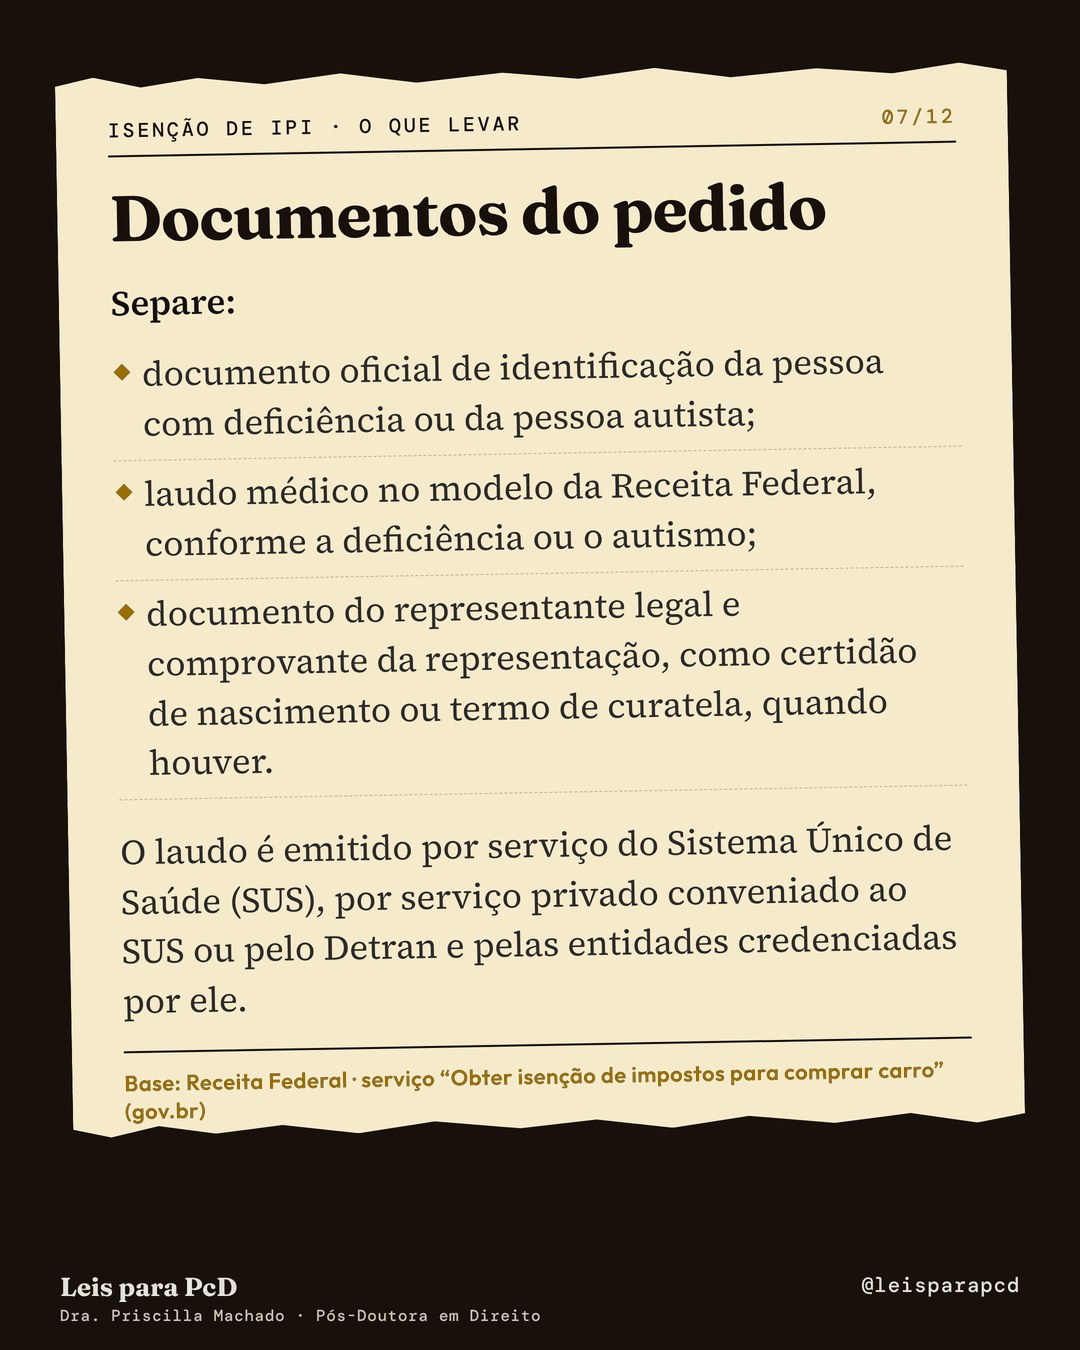 ISENÇÃO DE IPI · O QUE LEVAR
07/12
Documentos do pedido
Separe:
◆ documento oficial de identificação da pessoa
com deficiência ou da pessoa autista;
◆ laudo médico no modelo da Receita Federal,
conforme a deficiência ou o autismo;
◆ documento do representante legal e
comprovante da representação, como certidão
de nascimento ou termo de curatela, quando
houver.
O laudo é emitido por serviço do Sistema Único de
Saúde (SUS), por serviço privado conveniado ao
SUS ou pelo Detran e pelas entidades credenciadas
por ele.
Base: Receita Federal · serviço “Obter isenção de impostos para comprar carro”
(gov.br)
Leis para PcD
Dra. Priscilla Machado · Pós-Doutora em Direito
@leisparapcd